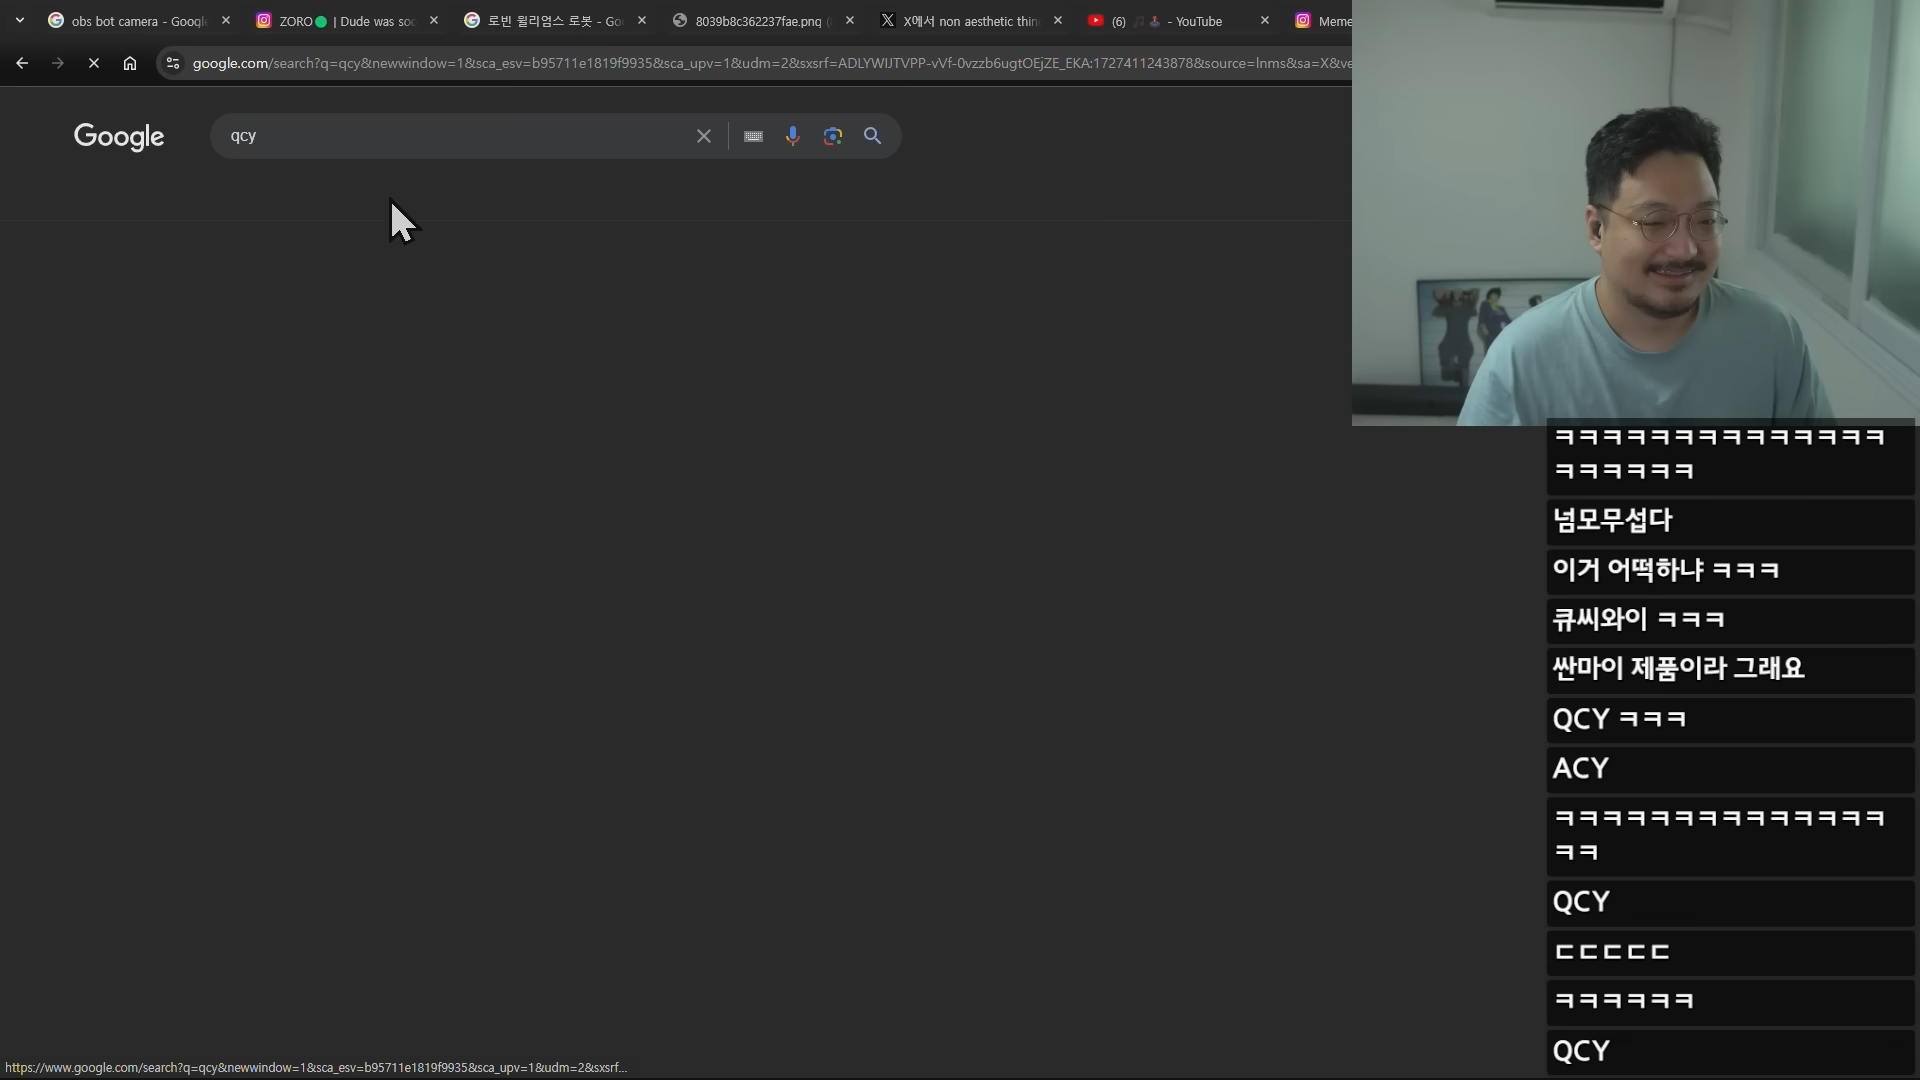 obs bot camera - Google
ZORO | Dude was soo
로빈 윌리엄스 로봇 - Go
8039b8c362237fae.png (
X에서 non aesthetic thin
(6) - YouTube
Meme
google.com/search?q=qcy&newwindow=1&sca_esv=b95711e1819f9935&sca_upv=1&udm=2&sxsrf=ADLYWIJTVPP-vVf-0vzzb6ugtOEjZE_EKA:1727411243878&source=lnms&sa=X&ve
Google
qcy
ㅋㅋㅋㅋㅋㅋㅋㅋㅋㅋㅋㅋㅋㅋ
ㅋㅋㅋㅋㅋㅋ
넘모무섭다
이거 어떡하냐 ㅋㅋㅋ
큐씨와이 ㅋㅋㅋ
싼마이 제품이라 그래요
QCY ㅋㅋㅋ
ACY
ㅋㅋㅋㅋㅋㅋㅋㅋㅋㅋㅋㅋㅋㅋ
ㅋㅋ
QCY
ㄷㄷㄷㄷㄷ
ㅋㅋㅋㅋㅋㅋ
QCY
https://www.google.com/search?q=qcy&newwindow=1&sca_esv=b95711e1819f9935&sca_upv=1&udm=2&sxsrf...